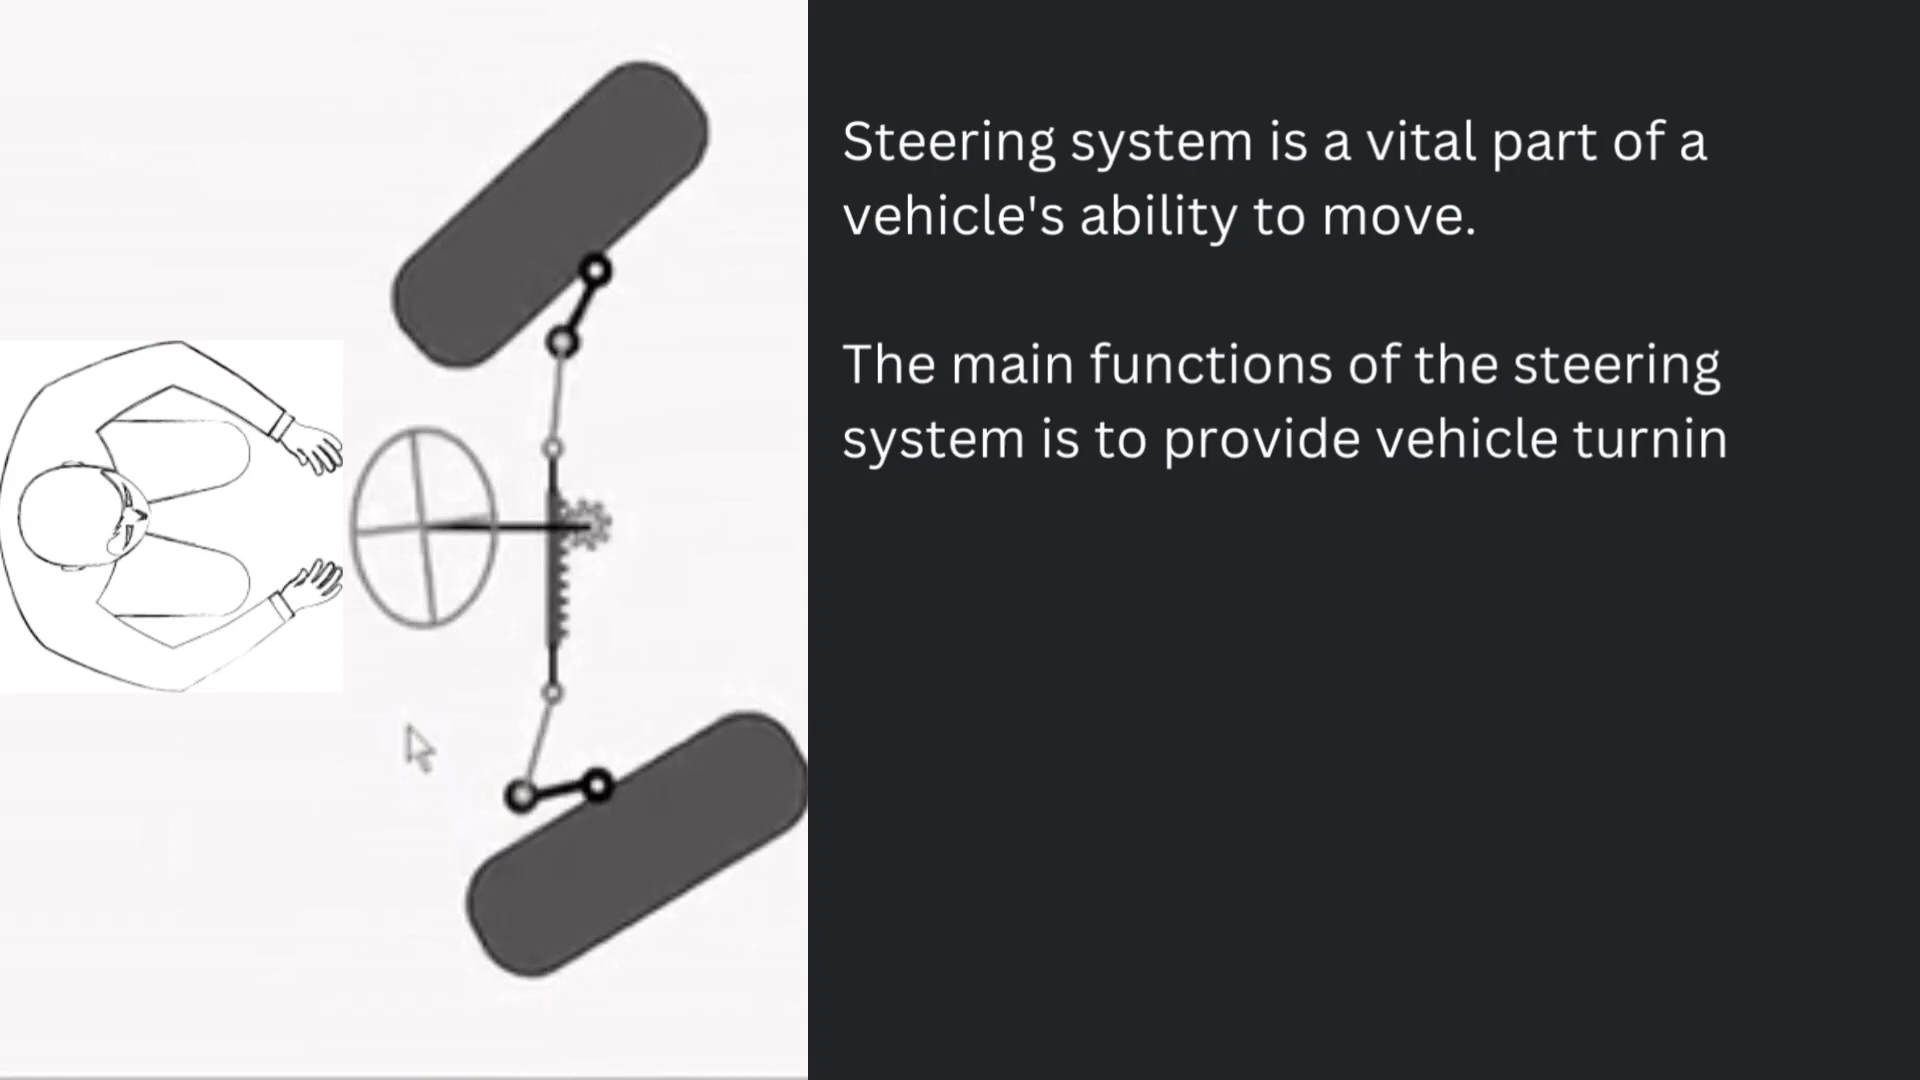 Steering system is a vital part of a
vehicle's ability to move.
The main functions of the steering
system is to provide vehicle turnin